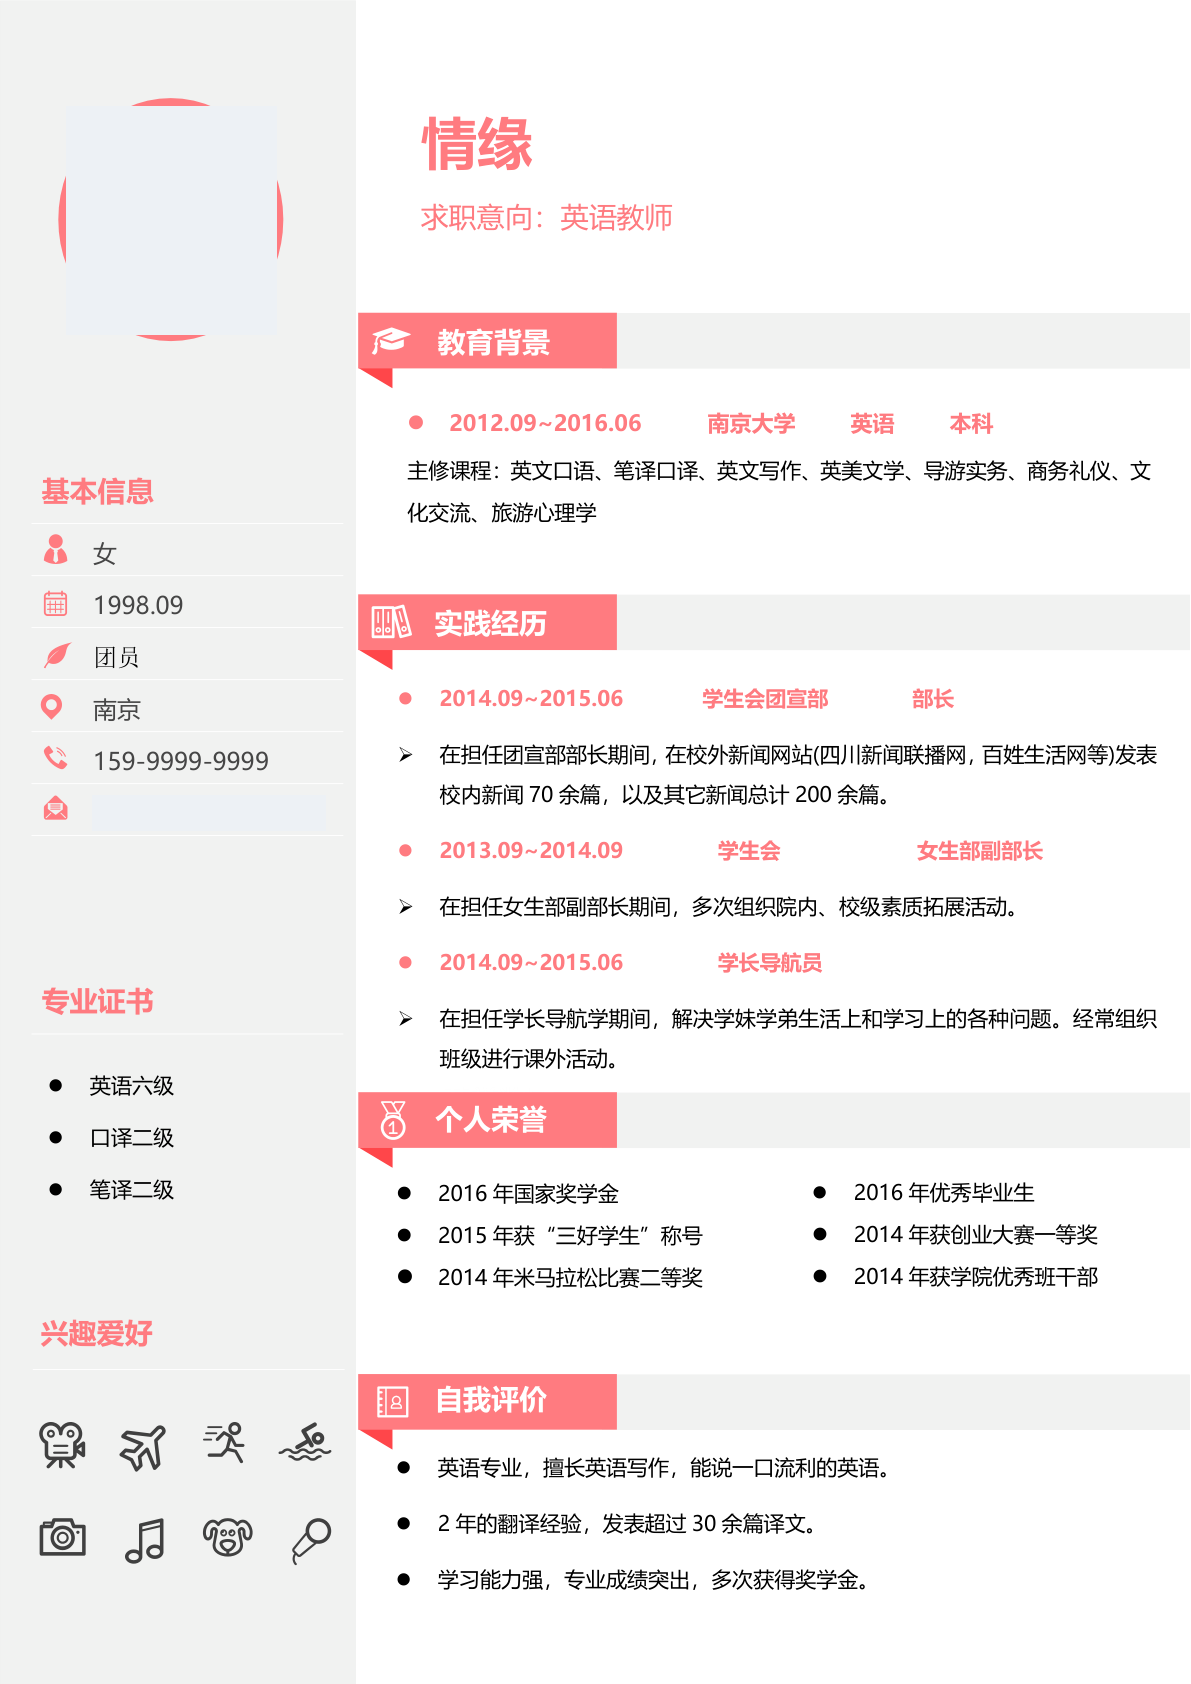 情缘
求职意向：英语教师
基本信息
女
1998.09
团员
南京
159-9999-9999
专业证书
● 英语六级
● 口译二级
● 笔译二级
兴趣爱好
教育背景
● 2012.09~2016.06 南京大学 英语 本科
主修课程：英文口语、笔译口译、英文写作、英美文学、导游实务、商务礼仪、文
化交流、旅游心理学
实践经历
● 2014.09~2015.06 学生会团宣部 部长
➢ 在担任团宣部部长期间，在校外新闻网站(四川新闻联播网，百姓生活网等)发表
校内新闻 70 余篇，以及其它新闻总计 200 余篇。
● 2013.09~2014.09 学生会 女生部副部长
➢ 在担任女生部副部长期间，多次组织院内、校级素质拓展活动。
● 2014.09~2015.06 学长导航员
➢ 在担任学长导航学期间，解决学妹学弟生活上和学习上的各种问题。经常组织
班级进行课外活动。
1 个人荣誉
● 2016 年国家奖学金 ● 2016 年优秀毕业生
● 2015 年获“三好学生”称号 ● 2014 年获创业大赛一等奖
● 2014 年米马拉松比赛二等奖 ● 2014 年获学院优秀班干部
自我评价
● 英语专业，擅长英语写作，能说一口流利的英语。
● 2 年的翻译经验，发表超过 30 余篇译文。
● 学习能力强，专业成绩突出，多次获得奖学金。